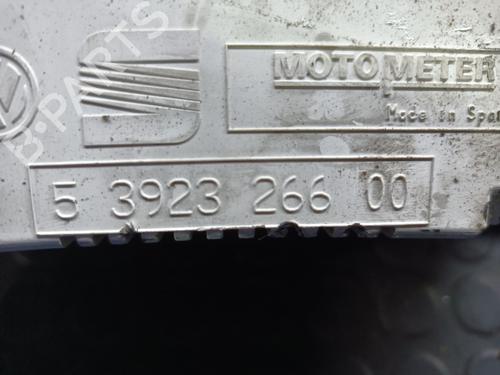 MOTOMETER
Made in Spa
5 3923 266 00
B-PARTS